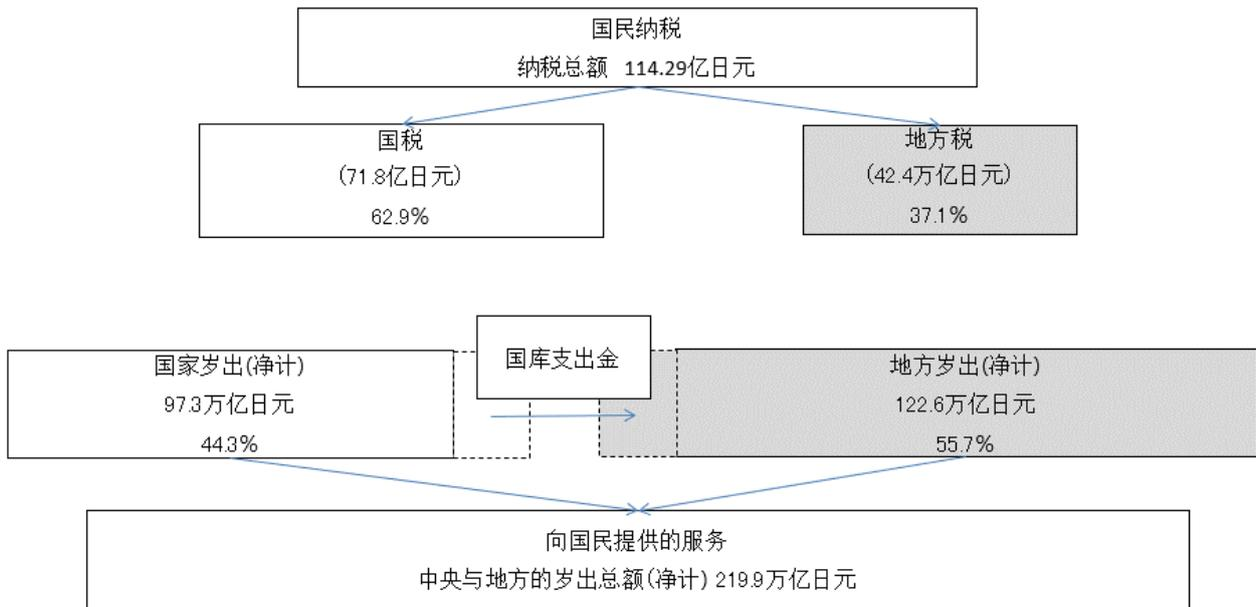 国民纳税
纳税总额 114.29亿日元
国税
(71.8亿日元)
62.9%
地方税
(42.4万亿日元)
37.1%
国库支出金
国家岁出(净计)
97.3万亿日元
44.3%
地方岁出(净计)
122.6万亿日元
55.7%
向国民提供的服务
中央与地方的岁出总额(净计) 219.9万亿日元